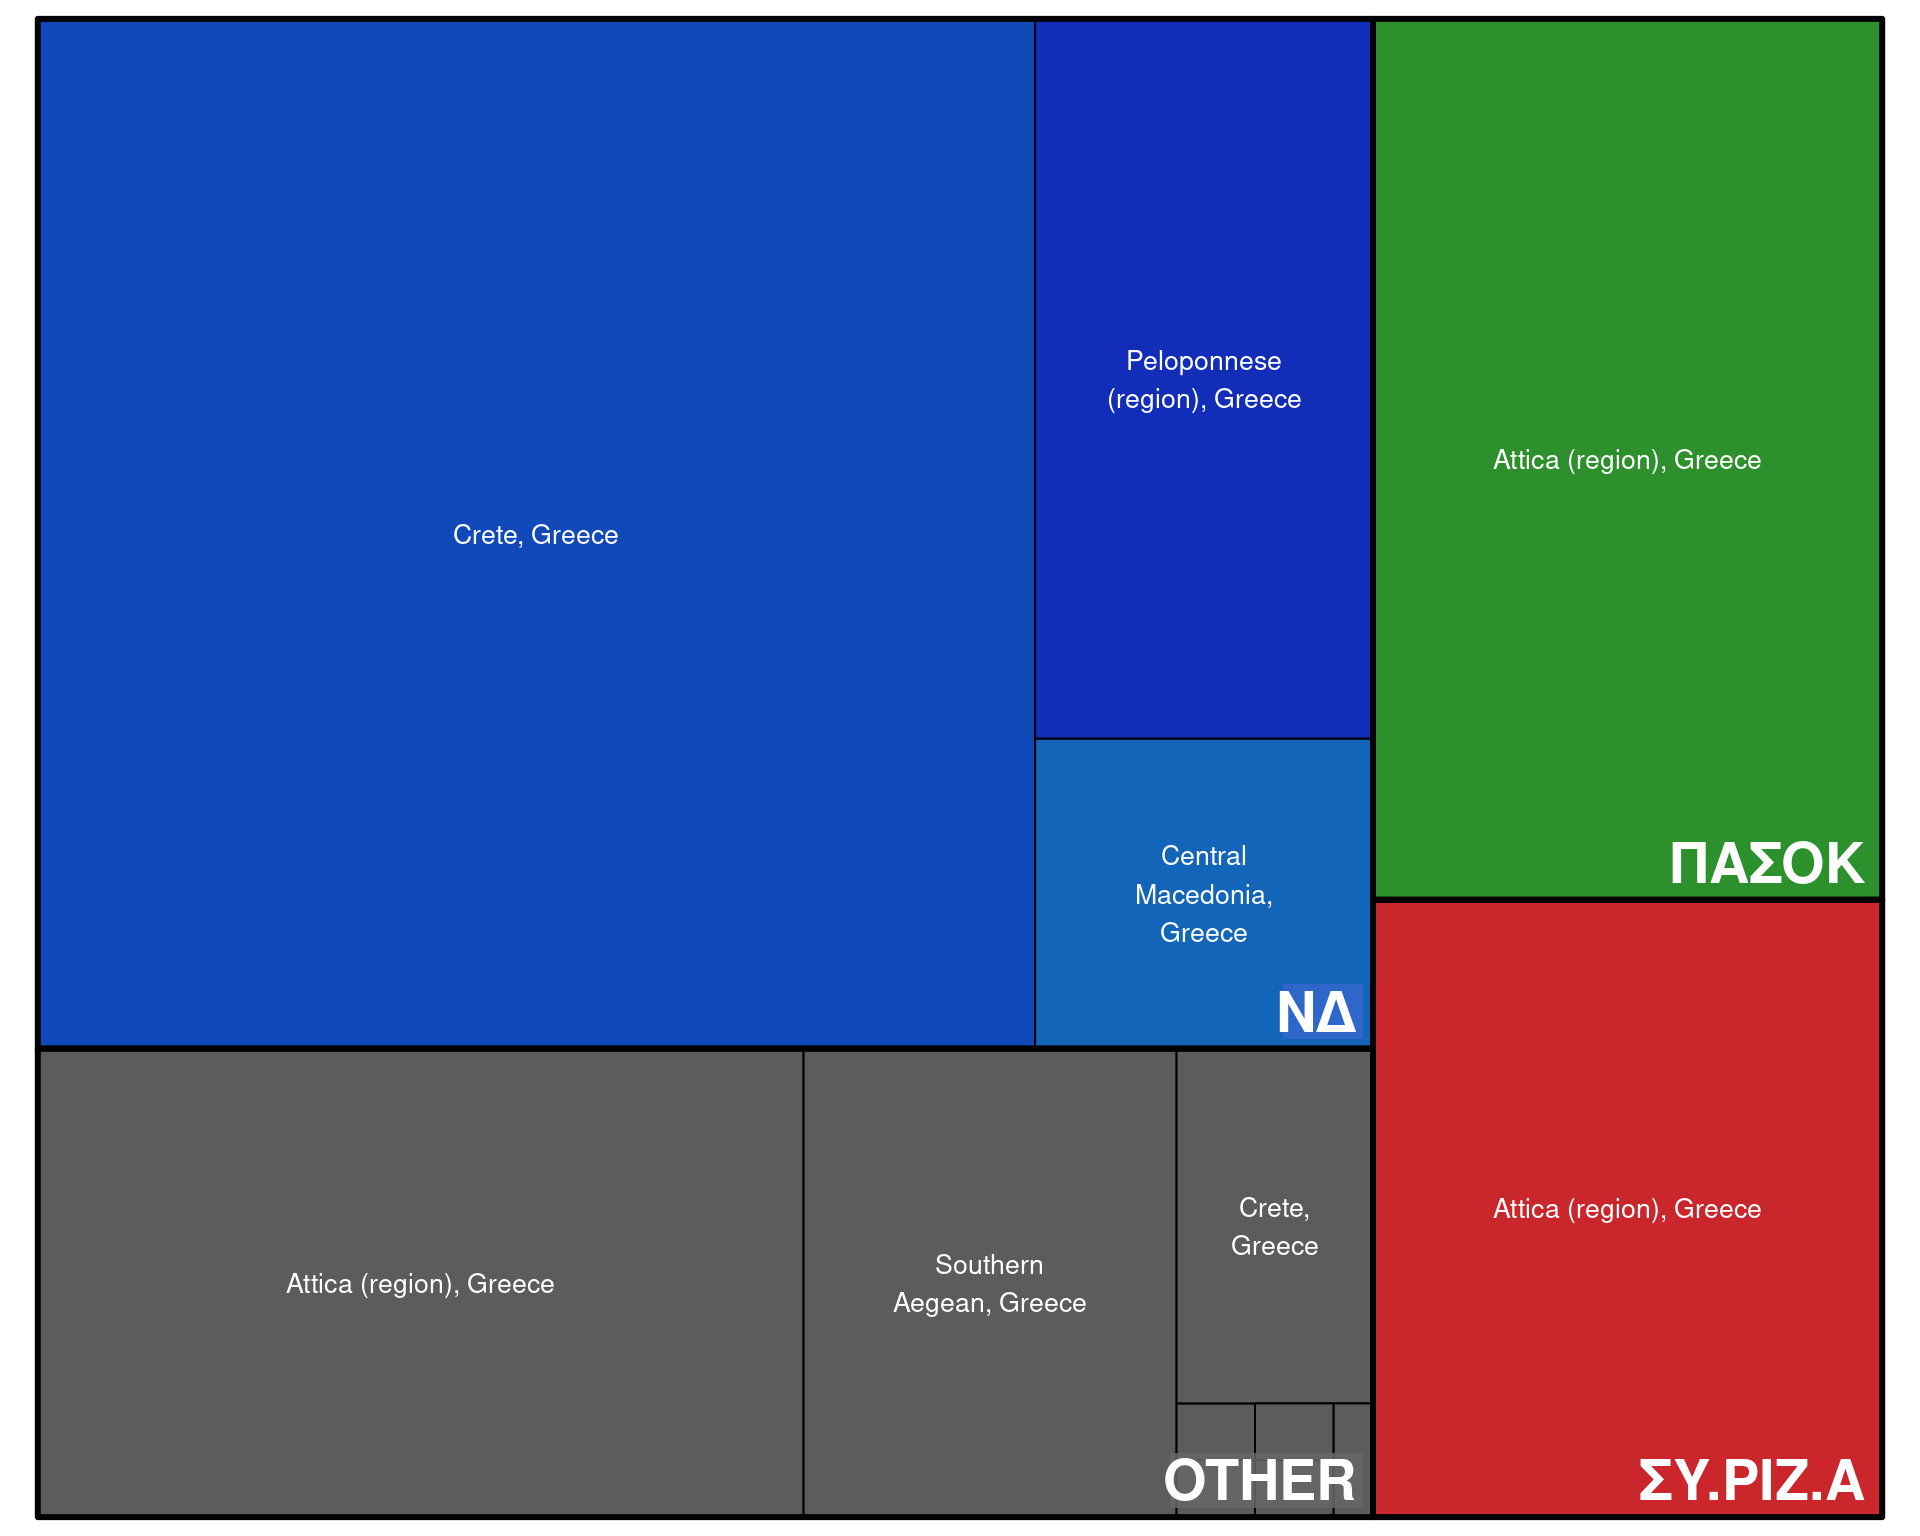 Crete, Greece
Peloponnese
(region), Greece
Central
Macedonia,
Greece
ΝΔ
Attica (region), Greece
ΠΑΣΟΚ
Attica (region), Greece
Southern
Aegean, Greece
Crete,
Greece
OTHER
Attica (region), Greece
ΣΥ.ΡΙΖ.Α